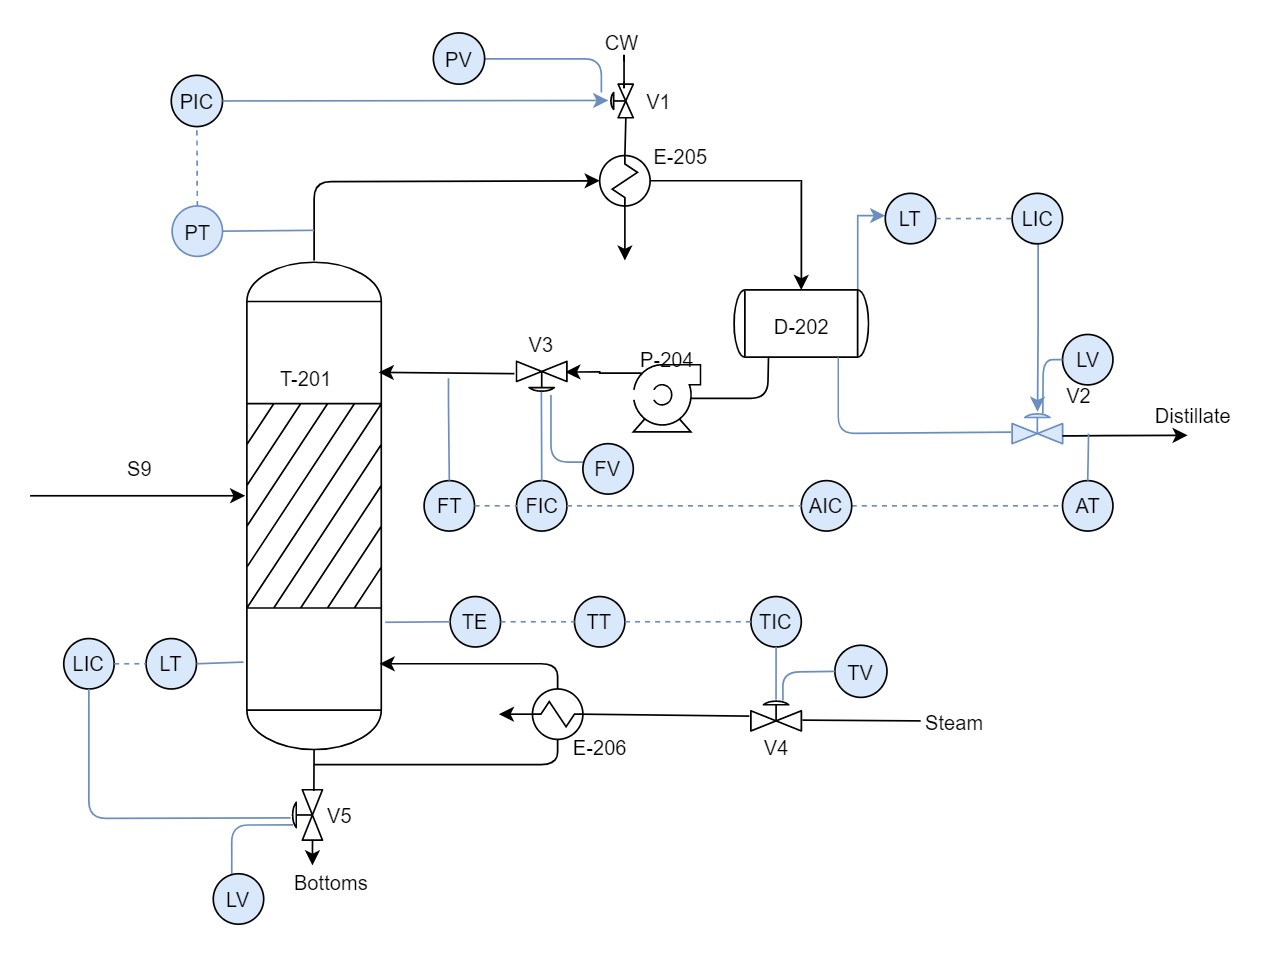 CW
PV
PIC
V1
E-205
PT
LT
LIC
D-202
V3
P-204
LV
V2
T-201
Distillate
S9
FV
FT
FIC
AIC
AT
TE
TT
TIC
LIC
LT
TV
Steam
E-206
V4
V5
Bottoms
LV